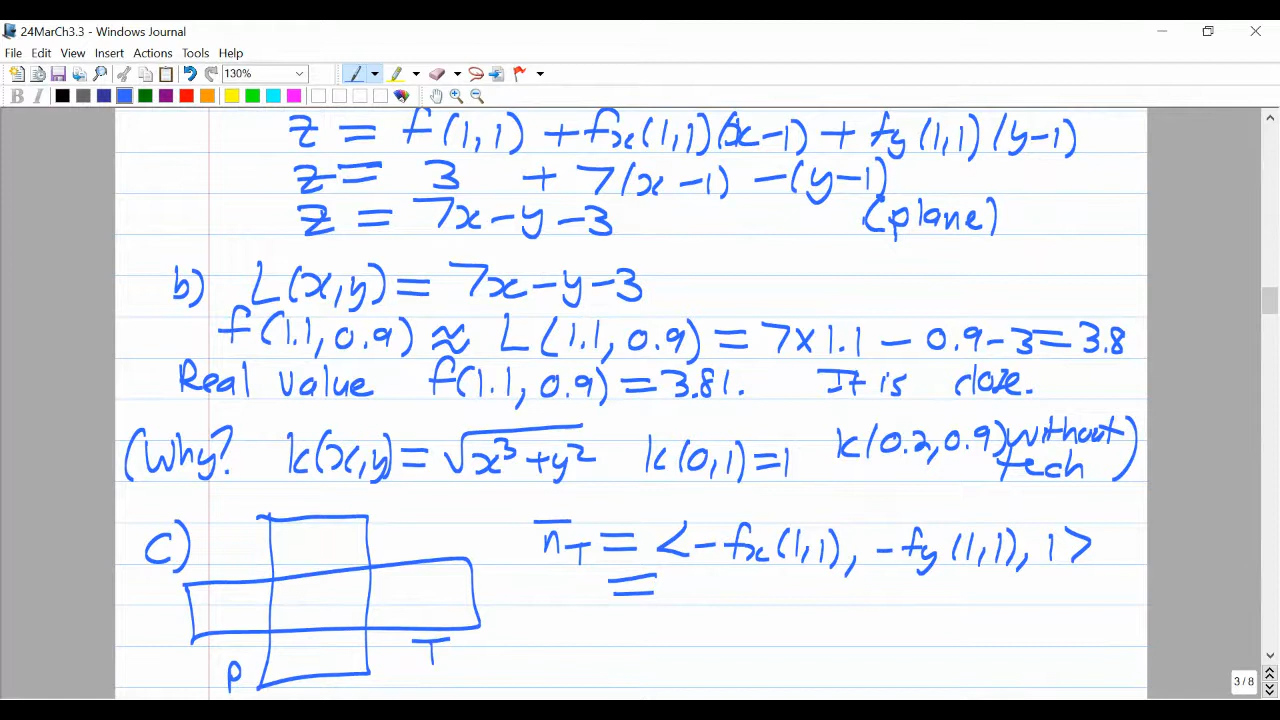 24MarCh3.3 - Windows Journal
File Edit View Insert Actions Tools Help
130%
B I
z = f(1,1) + fx(1,1)(x-1) + fy(1,1)(y-1)
z = 3 + 7(x-1) - (y-1)
z = 7x-y-3 (plane)
b) L(x,y) = 7x-y-3
f(1.1,0.9) ≈ L(1.1,0.9) = 7×1.1 - 0.9-3 = 3.8
Real value f(1.1,0.9) = 3.81. It is close.
(Why? k(x,y) = √x³+y² k(0,1)=1 k(0.2,0.9) without tech)
c) n̅T = <-fx(1,1), -fy(1,1), 1>
=
T
P
3/8